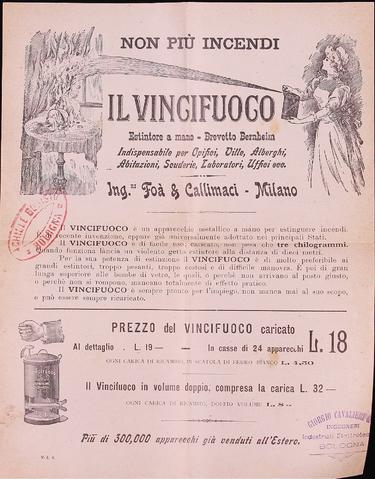 NON PIÙ INCENDI
IL VINCIFUOCO
Estintore a mano - Brevetto Bernheim
Indispensabile per Opifici, Ville, Alberghi,
Abitazioni, Scuderie, Laboratori, Uffici ecc.
Ing.ri Foà & Callimaci - Milano
BOLOGNA
Il VINCIFUOCO è un apparecchio metallico a mano per estinguere incendi.
È recente invenzione, eppure già universalmente adottato nei principali Stati.
Il VINCIFUOCO è di facile uso; caricato, non pesa che tre chilogrammi.
Quando funziona lancia un violento getto estintore alla distanza di dieci metri.
Per la sua potenza di estinzione il VINCIFUOCO è di molto preferibile ai
grandi estintori, troppo pesanti, troppo costosi e di difficile manovra. È poi di gran
lunga superiore alle bombe di vetro, le quali, o perchè non arrivano al posto giusto,
o perchè non si rompono, mancano totalmente di effetto pratico.
Il VINCIFUOCO è sempre pronto per l'impiego, non manca mai al suo scopo, e
può essere sempre ricaricato.
PREZZO del VINCIFUOCO caricato
Al dettaglio . L. 19 — In casse di 24 apparecchi L. 18
OGNI CARICA DI RICAMBIO, IN SCATOLA DI FERRO BIANCO L. 4,50
Il Vincifuoco in volume doppio, compresa la carica L. 32 —
OGNI CARICA DI RICAMBIO, DOPPIO VOLUME L. 8 —
GIORGIO CAVALIERI
INGEGNERI
BOLOGNA
Più di 300,000 apparecchi già venduti all'Estero.